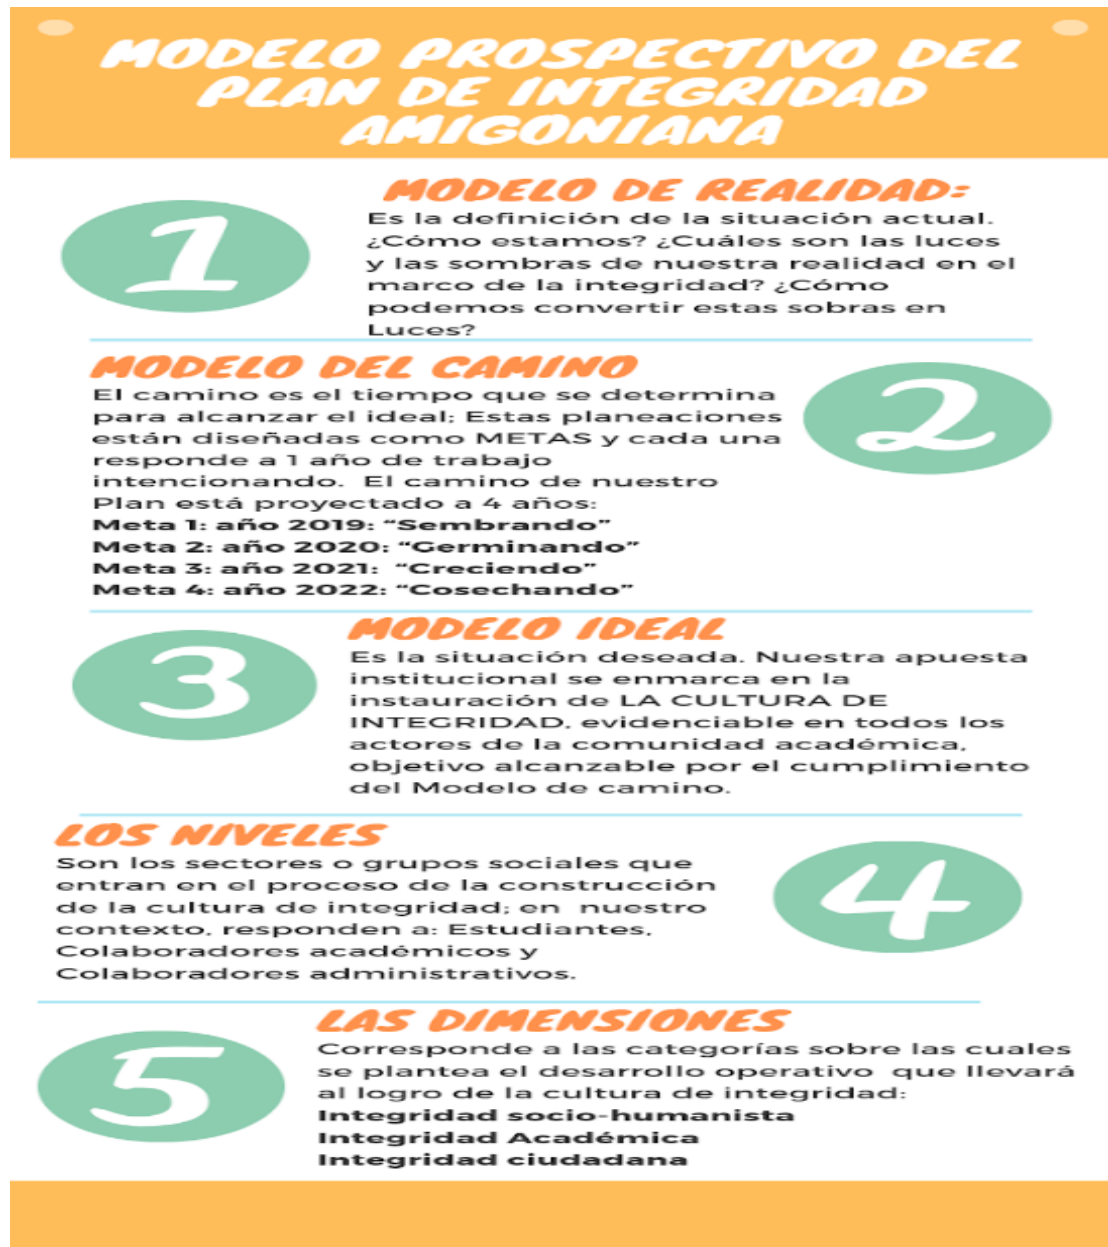 MODELO PROSPECTIVO DEL
PLAN DE INTEGRIDAD
AMIGONIANA
1
MODELO DE REALIDAD:
Es la definición de la situación actual.
¿Cómo estamos? ¿Cuáles son las luces
y las sombras de nuestra realidad en el
marco de la integridad? ¿Cómo
podemos convertir estas sobras en
Luces?
MODELO DEL CAMINO
El camino es el tiempo que se determina
para alcanzar el ideal; Estas planeaciones
están diseñadas como METAS y cada una
responde a 1 año de trabajo
intencionando. El camino de nuestro
Plan está proyectado a 4 años:
Meta 1: año 2019: “Sembrando”
Meta 2: año 2020: “Germinando”
Meta 3: año 2021: “Creciendo”
Meta 4: año 2022: “Cosechando”
2
3
MODELO IDEAL
Es la situación deseada. Nuestra apuesta
institucional se enmarca en la
instauración de LA CULTURA DE
INTEGRIDAD, evidenciable en todos los
actores de la comunidad académica,
objetivo alcanzable por el cumplimiento
del Modelo de camino.
LOS NIVELES
Son los sectores o grupos sociales que
entran en el proceso de la construcción
de la cultura de integridad; en nuestro
contexto, responden a: Estudiantes,
Colaboradores académicos y
Colaboradores administrativos.
4
5
LAS DIMENSIONES
Corresponde a las categorías sobre las cuales
se plantea el desarrollo operativo que llevará
al logro de la cultura de integridad:
Integridad socio-humanista
Integridad Académica
Integridad ciudadana